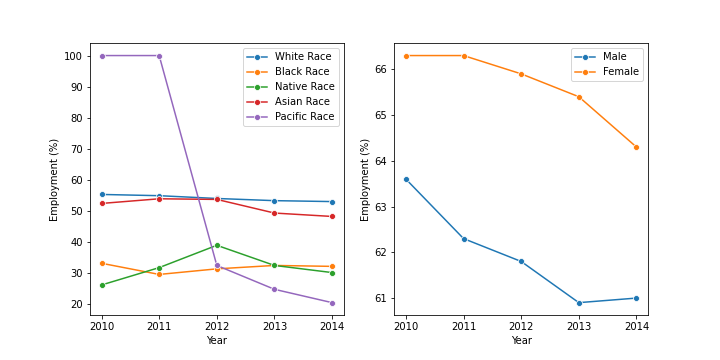 100
90
80
70
60
50
40
30
20
Employment (%)
2010 2011 2012 2013 2014
Year
White Race
Black Race
Native Race
Asian Race
Pacific Race
66
65
64
63
62
61
Employment (%)
2010 2011 2012 2013 2014
Year
Male
Female